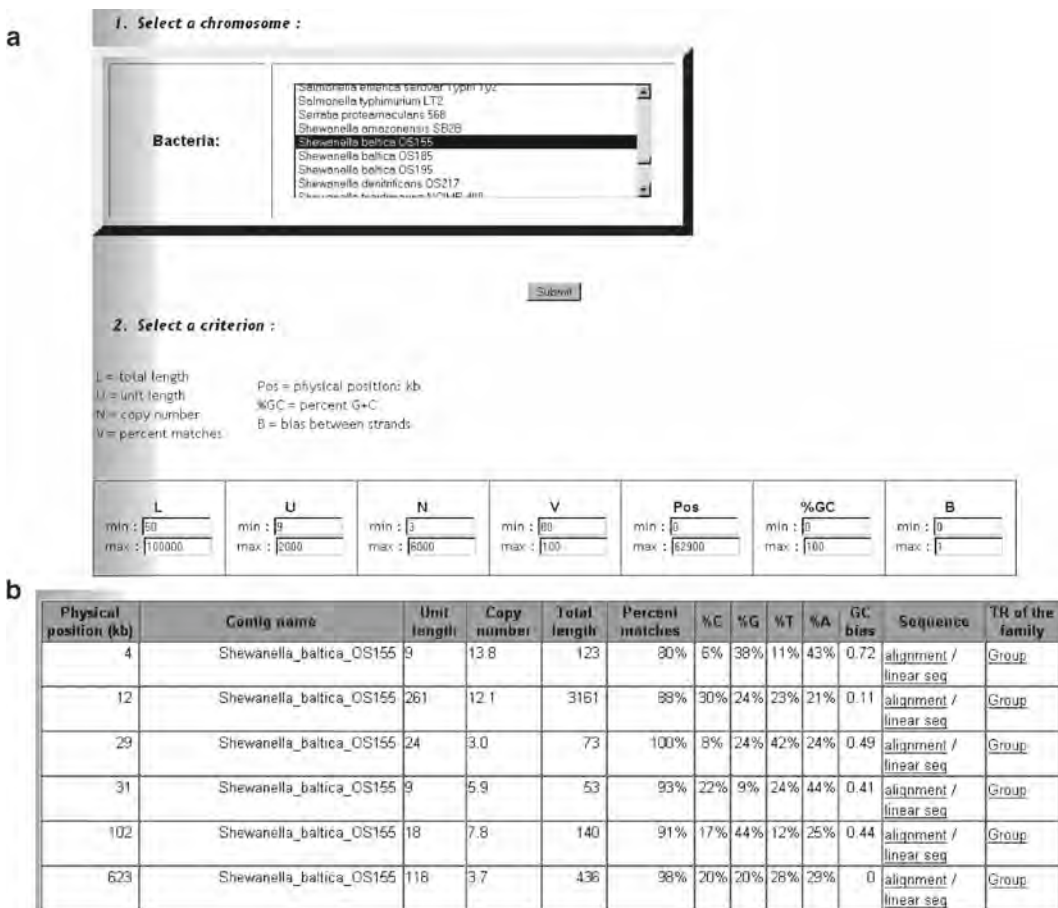 a
1. Select a chromosome :
Bacteria:
Salmonella enterica serovar Typhi Ty2
Salmonella typhimurium LT2
Serratia proteamaculans 568
Shewanella amazonensis SB2B
Shewanella baltica OS155
Shewanella baltica OS185
Shewanella baltica OS195
Shewanella denitrificans OS217
Submit
2. Select a criterion :
L = total length
U = unit length
N = copy number
V = percent matches
Pos = physical position: kb
%GC = percent G+C
B = bias between strands
L U N V Pos %GC B
min : 50 min : 9 min : 3 min : 80 min : 0 min : 0 min : 0
max : 100000 max : 2000 max : 6000 max : 100 max : 62900 max : 100 max : 1
b
Physical position (kb) Contig name Unit length Copy number Total length Percent matches %C %G %T %A GC bias Sequence TR of the family
4 Shewanella_baltica_OS155 9 13.8 123 80% 6% 38% 11% 43% 0.72 alignment / linear seq Group
12 Shewanella_baltica_OS155 261 12.1 3161 88% 30% 24% 23% 21% 0.11 alignment / linear seq Group
29 Shewanella_baltica_OS155 24 3.0 73 100% 8% 24% 42% 24% 0.49 alignment / linear seq Group
31 Shewanella_baltica_OS155 9 5.9 53 93% 22% 9% 24% 44% 0.41 alignment / linear seq Group
102 Shewanella_baltica_OS155 18 7.8 140 91% 17% 44% 12% 25% 0.44 alignment / linear seq Group
623 Shewanella_baltica_OS155 118 3.7 436 98% 20% 20% 28% 29% 0 alignment / linear seq Group